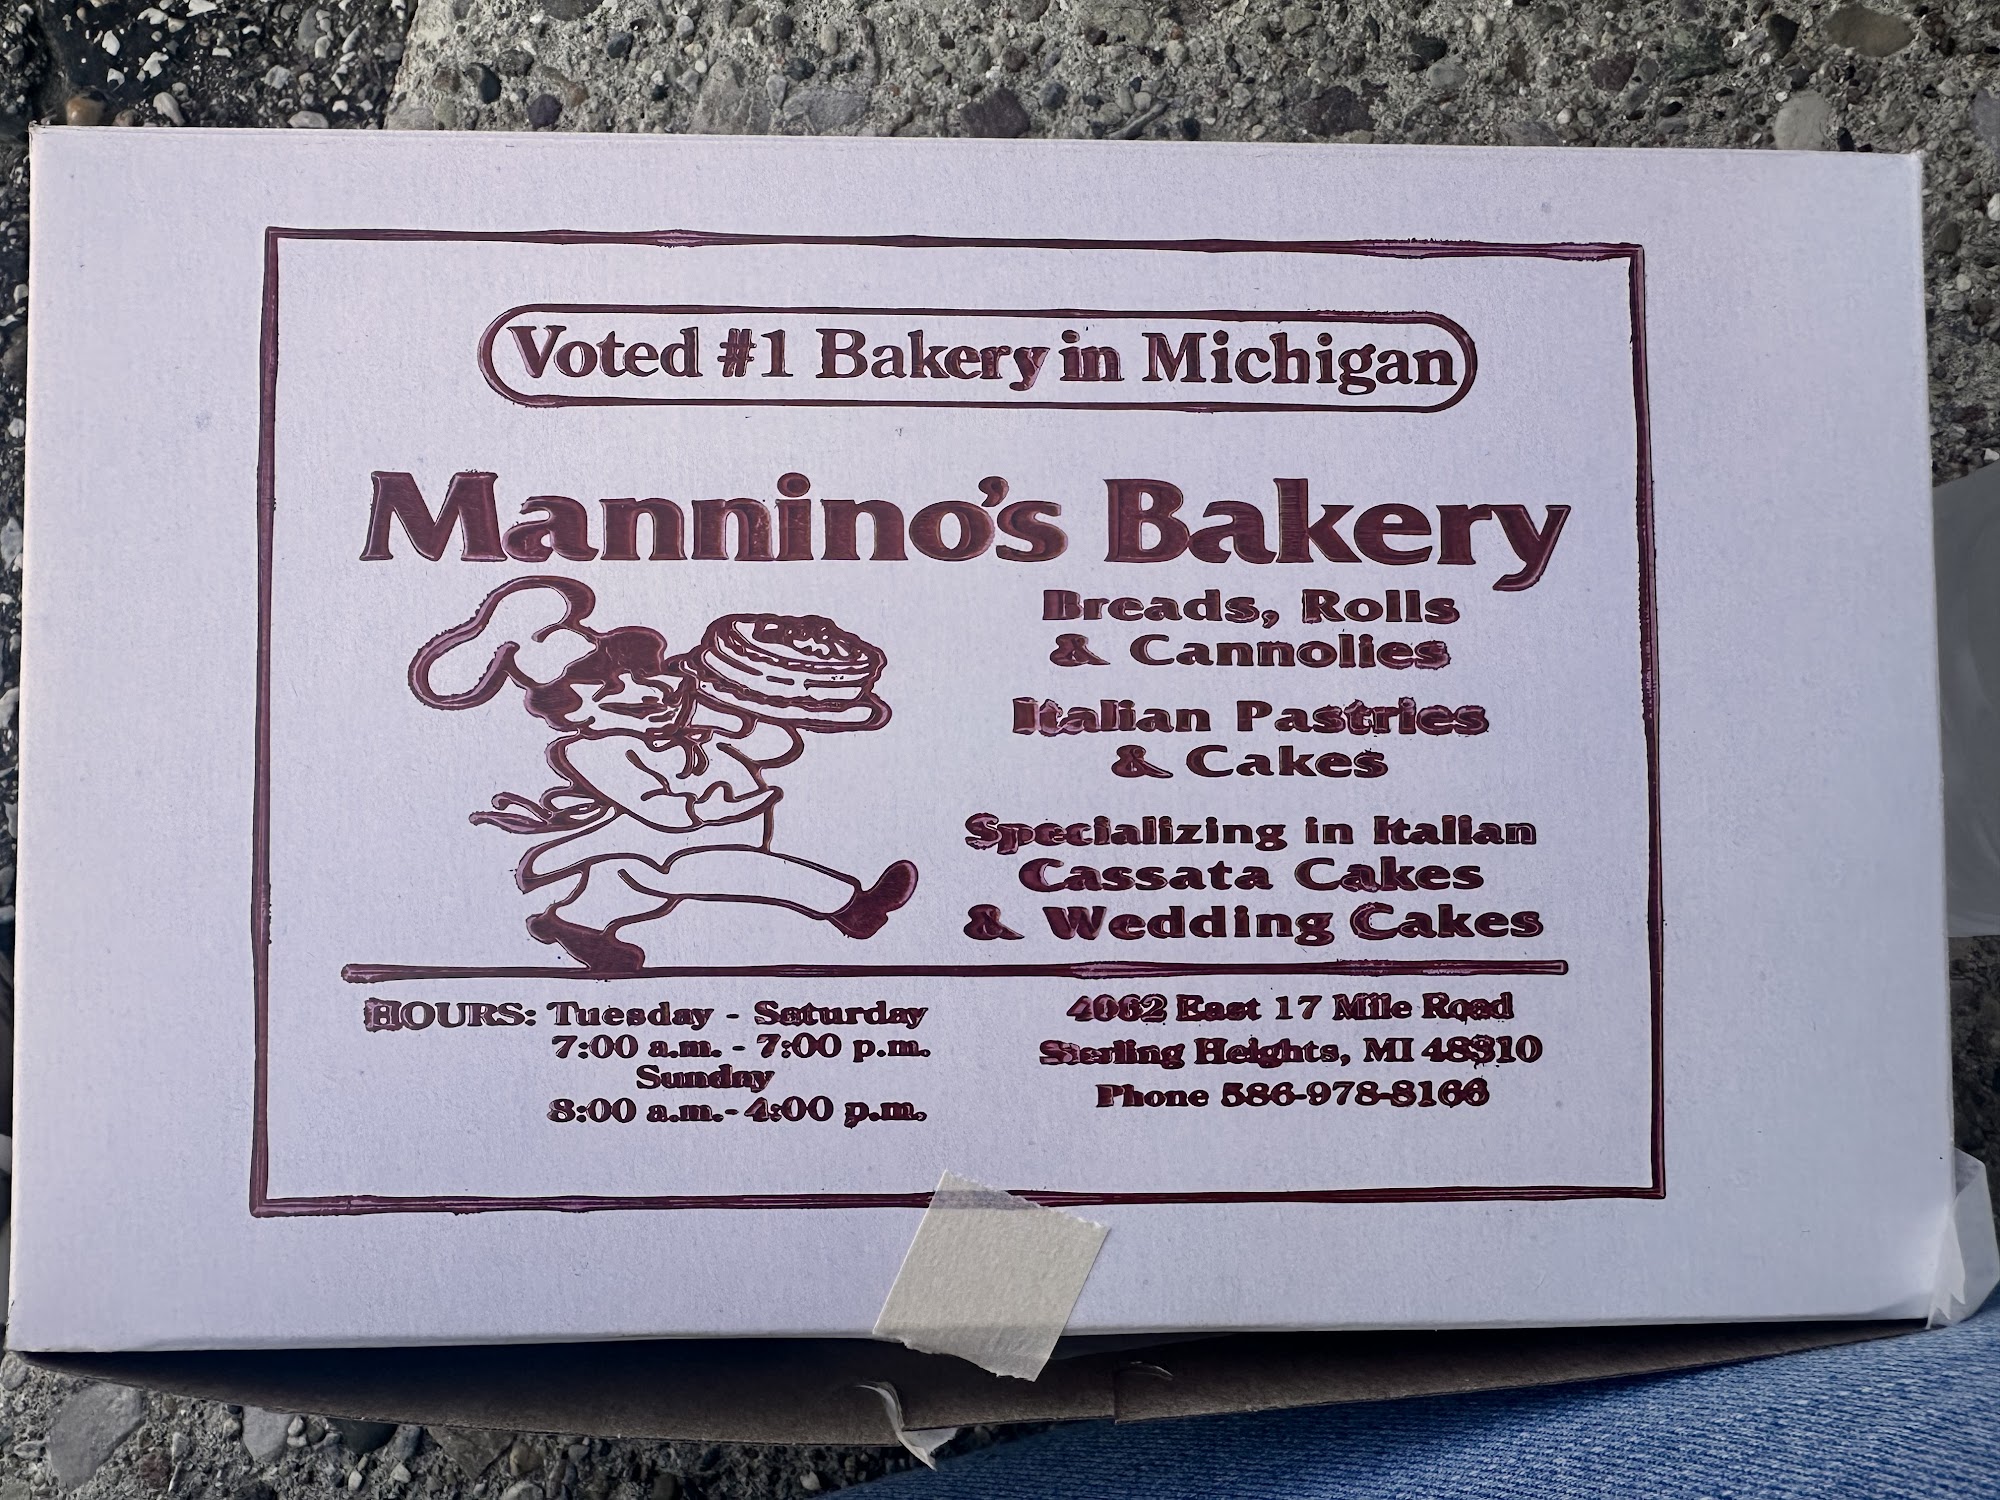 Voted #1 Bakery in Michigan
Mannino's Bakery
Breads, Rolls
& Cannolies
Italian Pastries
& Cakes
Specializing in Italian
Cassata Cakes
& Wedding Cakes
HOURS: Tuesday - Saturday
7:00 a.m. - 7:00 p.m.
Sunday
8:00 a.m. - 4:00 p.m.
4062 East 17 Mile Road
Sterling Heights, MI 48310
Phone 586-978-8166